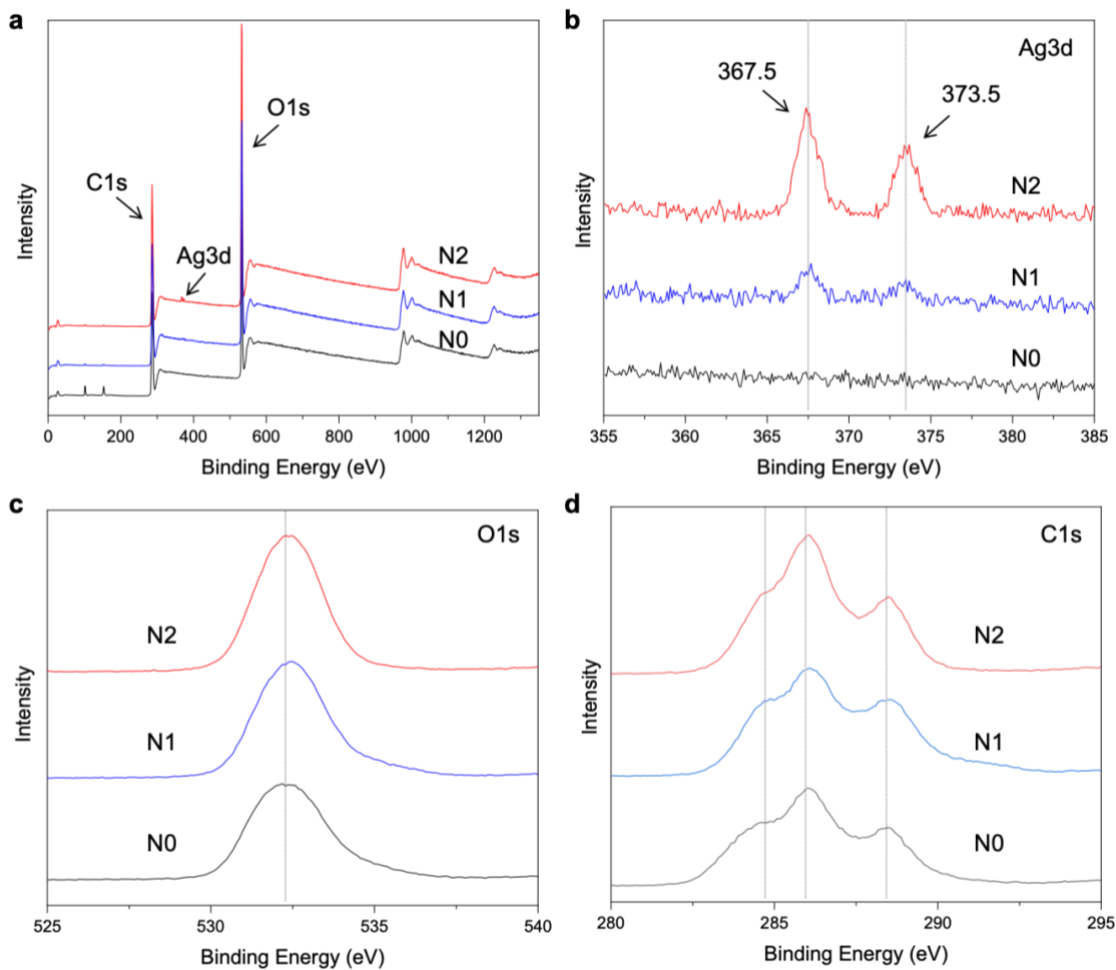 a
O1s
C1s
Ag3d
N2
N1
N0
Intensity
0 200 400 600 800 1000 1200
Binding Energy (eV)
b
Ag3d
367.5
373.5
N2
N1
N0
Intensity
355 360 365 370 375 380 385
Binding Energy (eV)
c
O1s
N2
N1
N0
Intensity
525 530 535 540
Binding Energy (eV)
d
C1s
N2
N1
N0
Intensity
280 285 290 295
Binding Energy (eV)